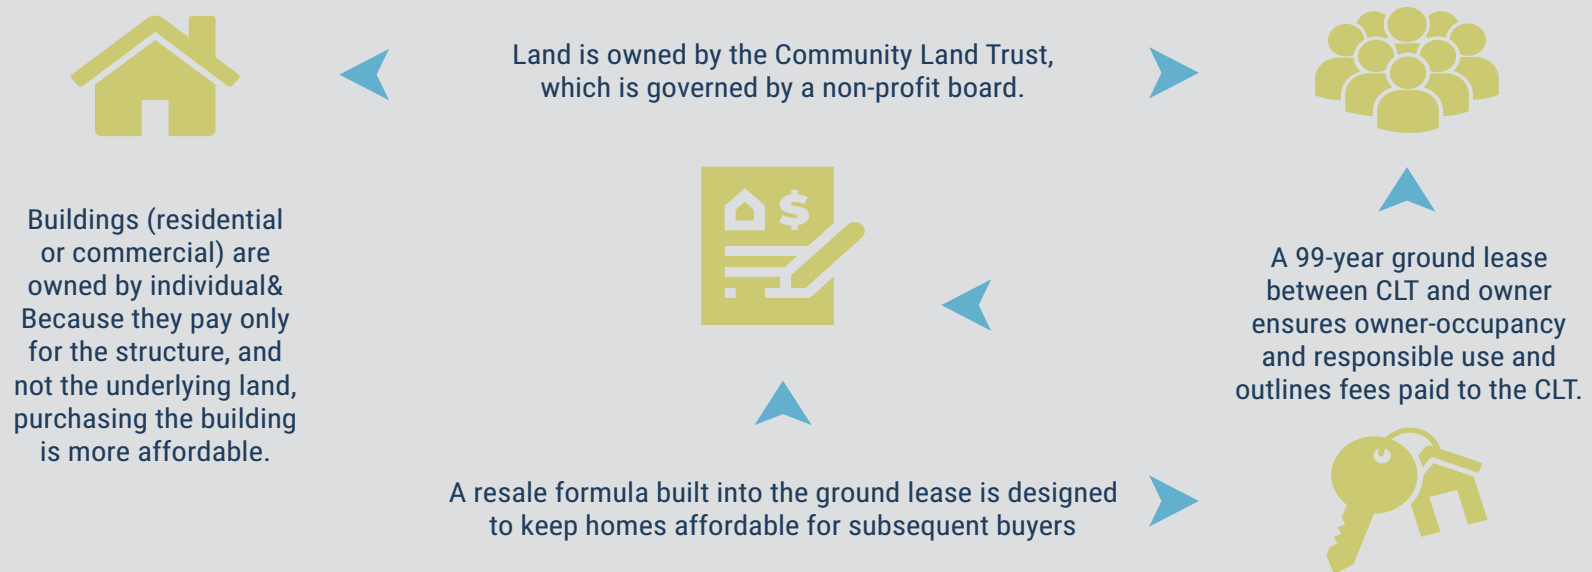 Land is owned by the Community Land Trust,
which is governed by a non-profit board.
$
Buildings (residential
or commercial) are
owned by individual&
Because they pay only
for the structure, and
not the underlying land,
purchasing the building
is more affordable.
A 99-year ground lease
between CLT and owner
ensures owner-occupancy
and responsible use and
outlines fees paid to the CLT.
A resale formula built into the ground lease is designed
to keep homes affordable for subsequent buyers